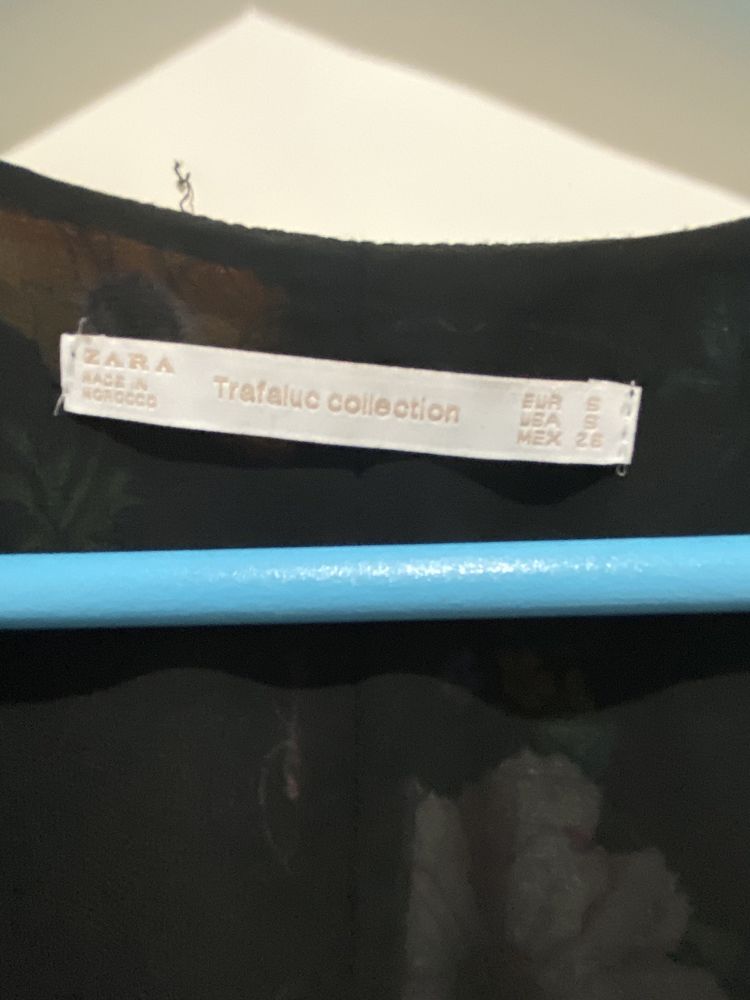 ZARA
MADE IN
MOROCCO
Trafaluc collection
EUR S
USA S
MEX 26